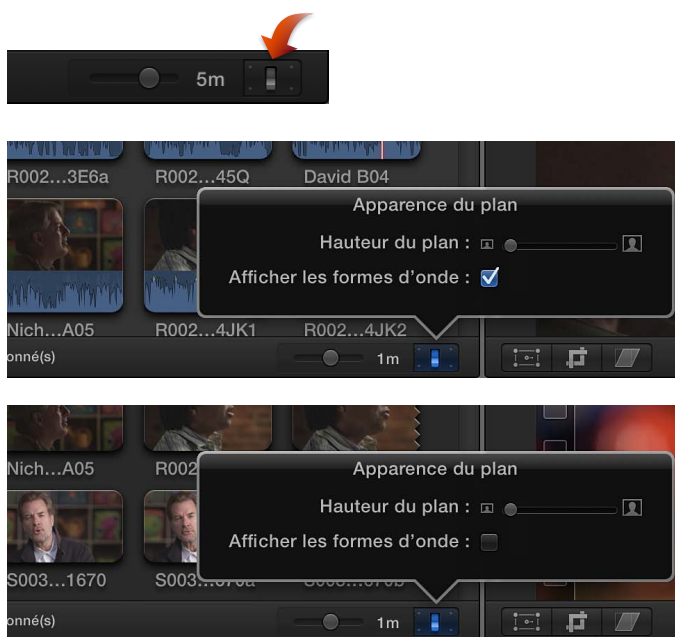 5m
R002...3E6a R002...45Q David B04
Apparence du plan
Hauteur du plan :
Afficher les formes d'onde :
Nich...A05 R002...4JK1 R002...4JK2
onné(s) 1m
Apparence du plan
Nich...A05 R002
Hauteur du plan :
Afficher les formes d'onde :
S003...1670 S003...
onné(s) 1m